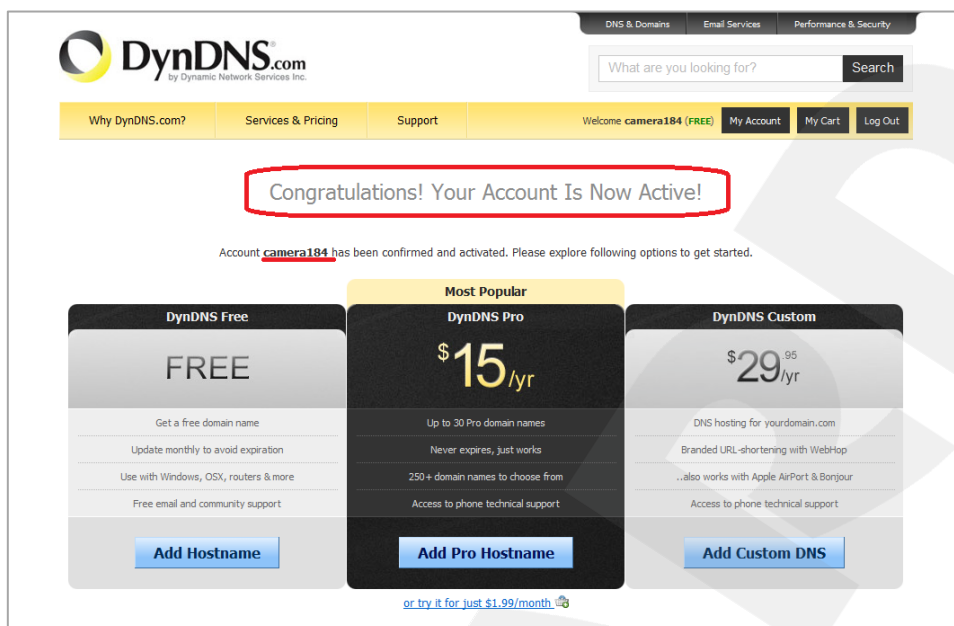 DNS & Domains Email Services Performance & Security
DynDNS.com
by Dynamic Network Services Inc.
What are you looking for? Search
Why DynDNS.com? Services & Pricing Support Welcome camera184 (FREE) My Account My Cart Log Out
Congratulations! Your Account Is Now Active!
Account camera184 has been confirmed and activated. Please explore following options to get started.
Most Popular
DynDNS Free DynDNS Pro DynDNS Custom
FREE $15/yr $29.95/yr
Get a free domain name Up to 30 Pro domain names DNS hosting for yourdomain.com
Update monthly to avoid expiration Never expires, just works Branded URL-shortening with WebHop
Use with Windows, OSX, routers & more 250+ domain names to choose from ..also works with Apple AirPort & Bonjour
Free email and community support Access to phone technical support Access to phone technical support
Add Hostname Add Pro Hostname Add Custom DNS
or try it for just $1.99/month